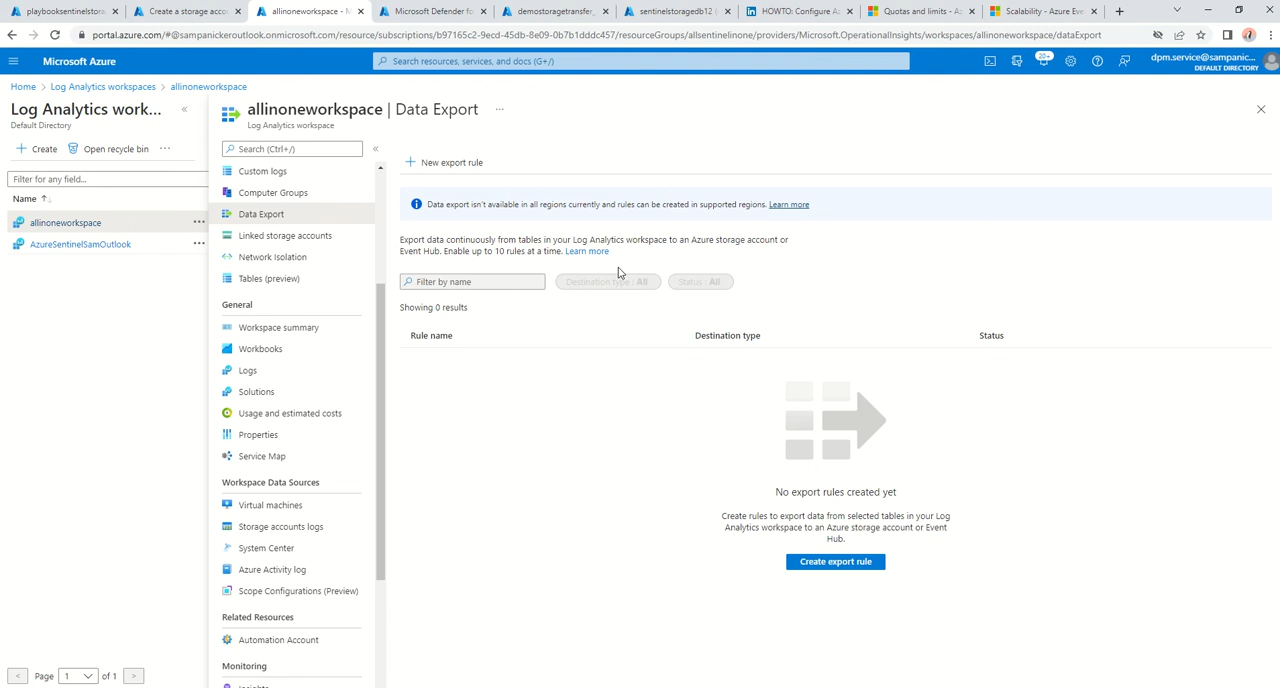 playbooksentinelstora
Create a storage accou
allinoneworkspace - M
Microsoft Defender fo
demostoragetransfer_
sentinelstoragedb12
HOWTO: Configure Az
Quotas and limits - Az
Scalability - Azure Eve
portal.azure.com/#@sampanickeroutlook.onmicrosoft.com/resource/subscriptions/b97165c2-9ecd-45db-8e09-0b7b1dddc457/resourceGroups/allsentinelinone/providers/Microsoft.OperationalInsights/workspaces/allinoneworkspace/dataExport
Microsoft Azure
Search resources, services, and docs (G+/)
20+
dpm.service@sampanic...
DEFAULT DIRECTORY
Home > Log Analytics workspaces > allinoneworkspace
Log Analytics work...
Default Directory
Create
Open recycle bin
Filter for any field...
Name
allinoneworkspace
AzureSentinelSamOutlook
< Page 1 of 1 >
allinoneworkspace | Data Export
Log Analytics workspace
Search (Ctrl+/)
Custom logs
Computer Groups
Data Export
Linked storage accounts
Network Isolation
Tables (preview)
General
Workspace summary
Workbooks
Logs
Solutions
Usage and estimated costs
Properties
Service Map
Workspace Data Sources
Virtual machines
Storage accounts logs
System Center
Azure Activity log
Scope Configurations (Preview)
Related Resources
Automation Account
Monitoring
New export rule
Data export isn't available in all regions currently and rules can be created in supported regions. Learn more
Export data continuously from tables in your Log Analytics workspace to an Azure storage account or
Event Hub. Enable up to 10 rules at a time. Learn more
Filter by name
Destination type : All
Status : All
Showing 0 results
Rule name
Destination type
Status
No export rules created yet
Create rules to export data from selected tables in your Log
Analytics workspace to an Azure storage account or Event
Hub.
Create export rule